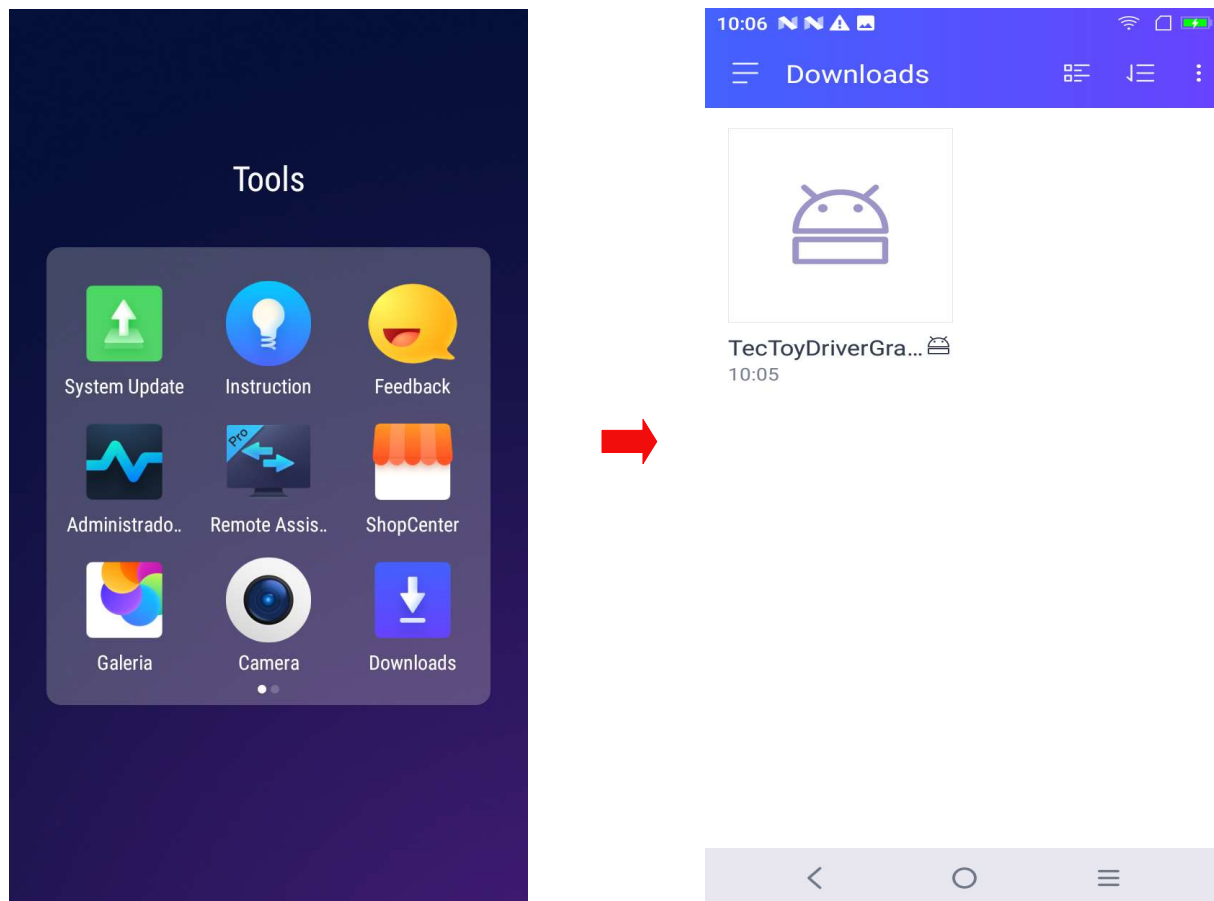 Tools
System Update
Instruction
Feedback
Pro
Administrado..
Remote Assis..
ShopCenter
Galeria
Camera
Downloads
10:06
Downloads
TecToyDriverGra...
10:05